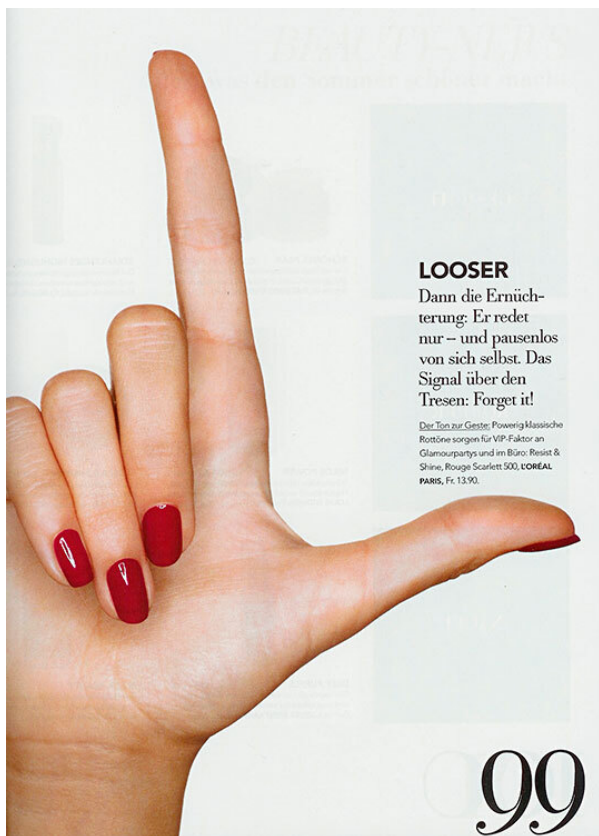 LOOSER
Dann die Ernüch-
terung: Er redet
nur – und pausenlos
von sich selbst. Das
Signal über den
Tresen: Forget it!
Der Ton zur Geste: Powerig klassische
Rottöne sorgen für VIP-Faktor an
Glamourpartys und im Büro: Resist &
Shine, Rouge Scarlett 500, L'ORÉAL
PARIS, Fr. 13.90.
99